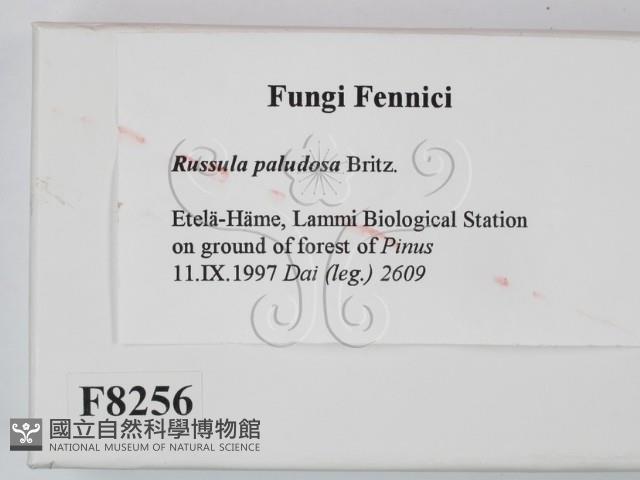 Fungi Fennici
Russula paludosa Britz.
Etelä-Häme, Lammi Biological Station
on ground of forest of Pinus
11.IX.1997 Dai (leg.) 2609
F8256
國立自然科學博物館
NATIONAL MUSEUM OF NATURAL SCIENCE